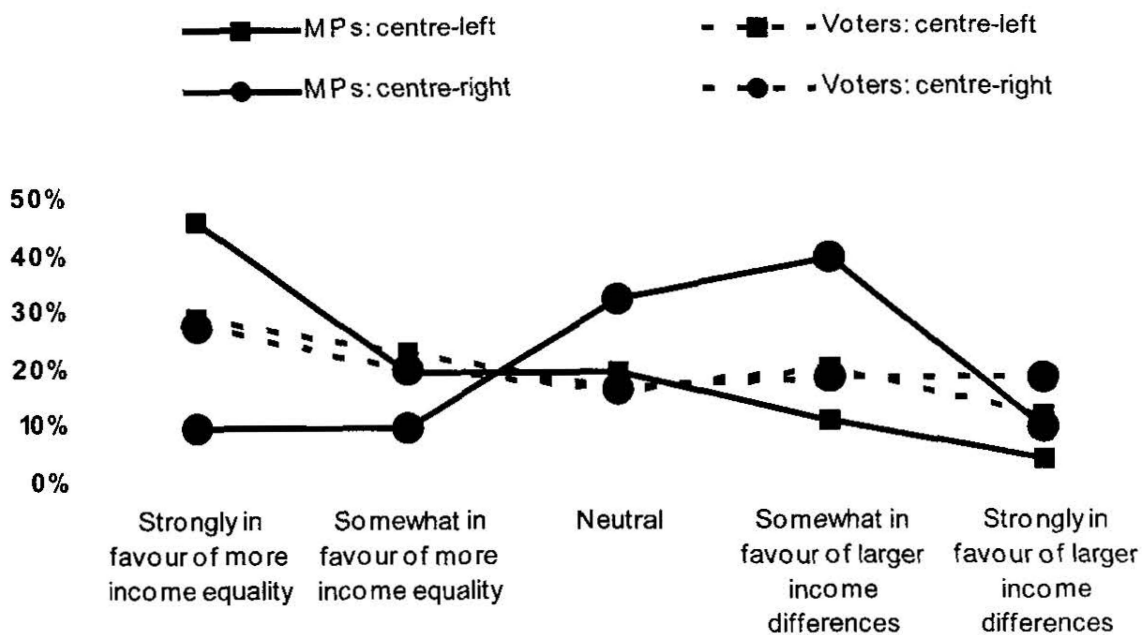 MPs: centre-left
Voters: centre-left
MPs: centre-right
Voters: centre-right
50%
40%
30%
20%
10%
0%
Strongly in
favour of more
income equality
Somewhat in
favour of more
income equality
Neutral
Somewhat in
favour of larger
income
differences
Strongly in
favour of larger
income
differences